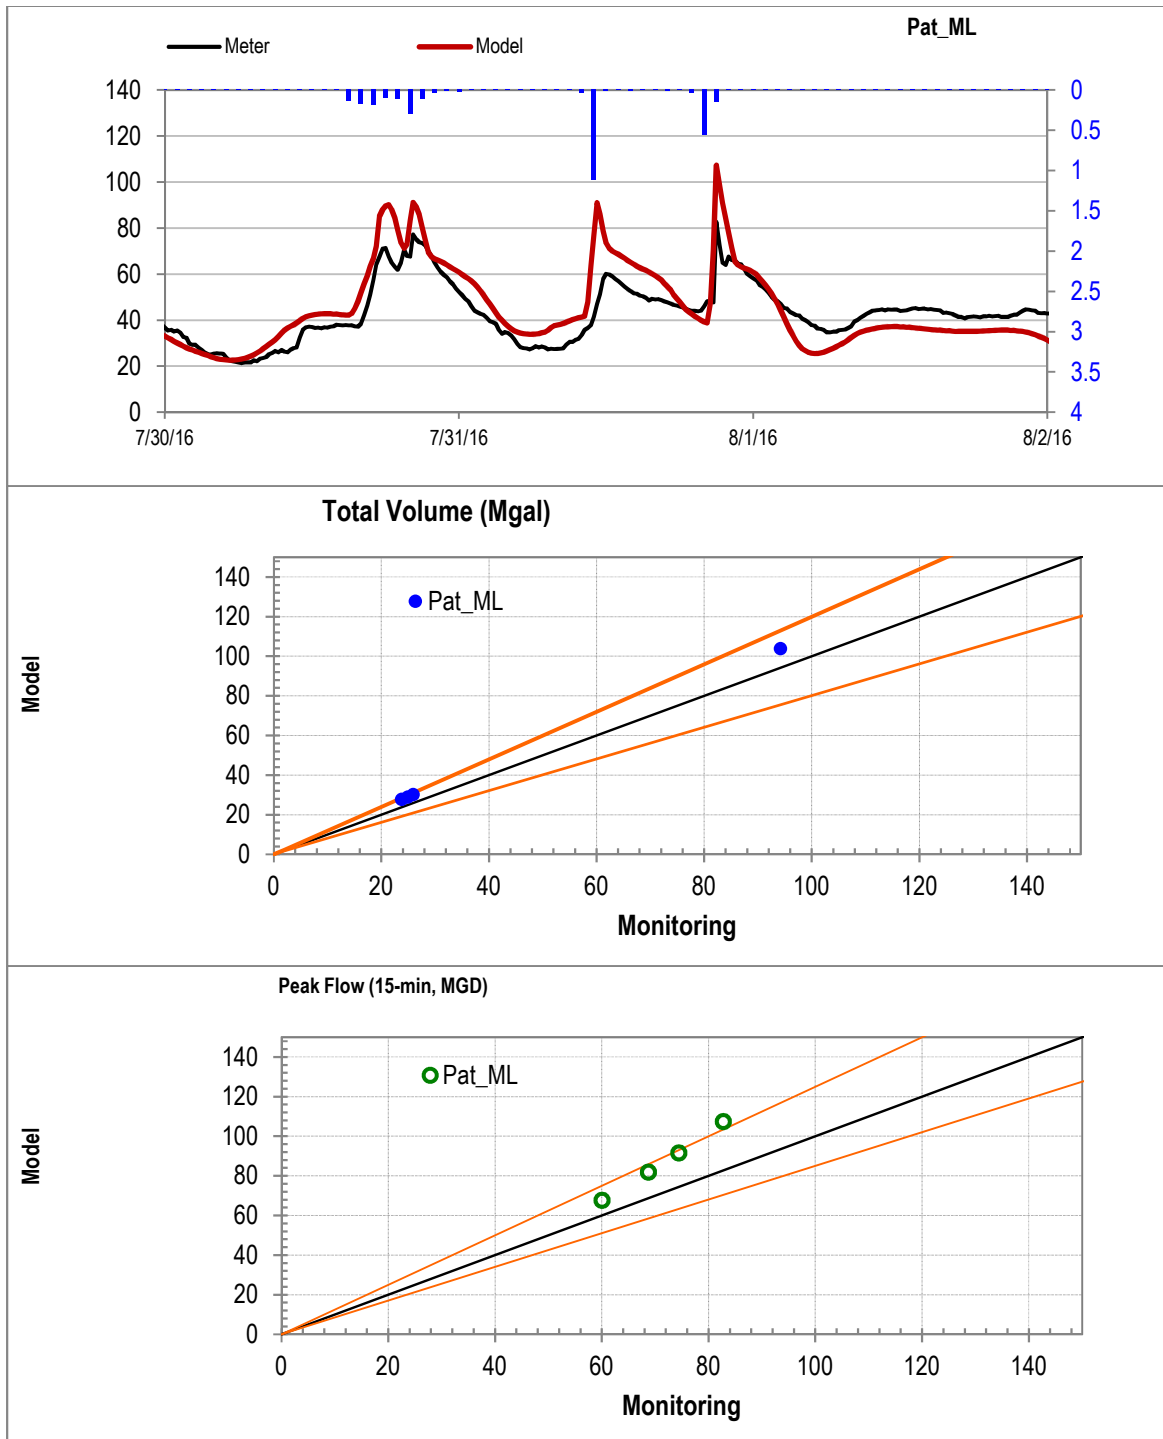 Pat_ML
Meter Model
140 0
120 0.5
100 1
80 1.5
60 2
40 2.5
20 3
0 3.5
4
7/30/16 7/31/16 8/1/16 8/2/16
Total Volume (Mgal)
Model
140
120
100
80
60
40
20
0
Pat_ML
0 20 40 60 80 100 120 140
Monitoring
Peak Flow (15-min, MGD)
Model
140
120
100
80
60
40
20
0
Pat_ML
0 20 40 60 80 100 120 140
Monitoring